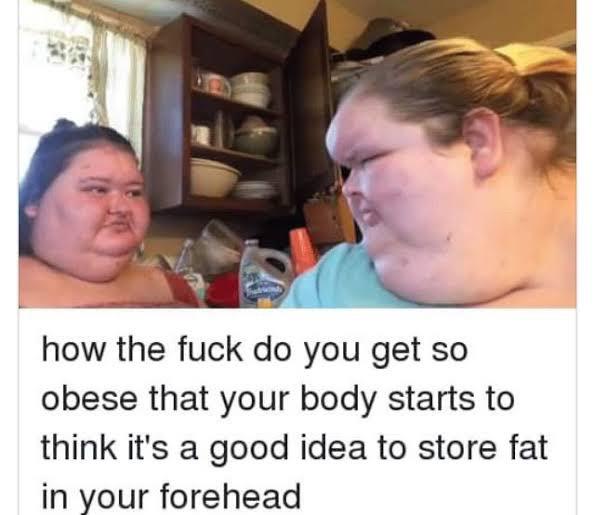 how the fuck do you get so
obese that your body starts to
think it's a good idea to store fat
in your forehead